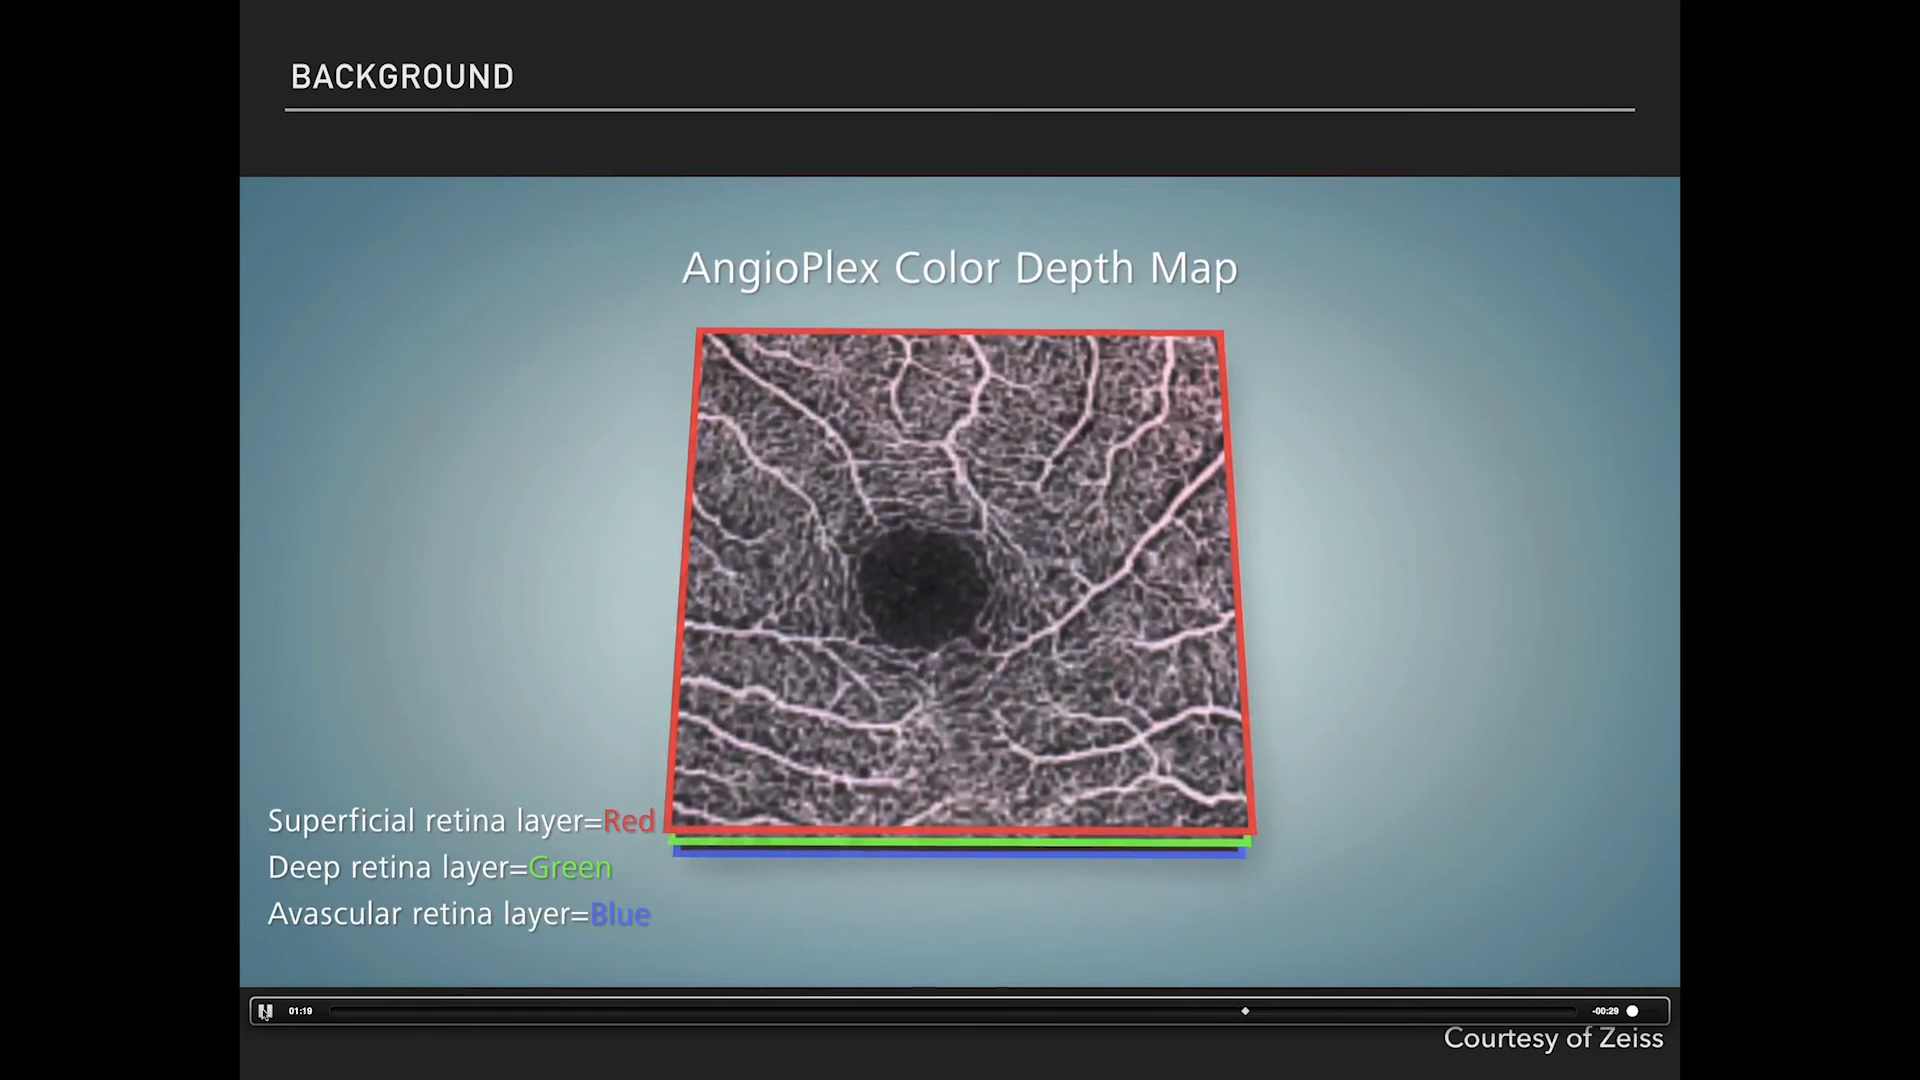 BACKGROUND
AngioPlex Color Depth Map
Superficial retina layer=Red
Deep retina layer=Green
Avascular retina layer=Blue
01:19
-00:29
Courtesy of Zeiss